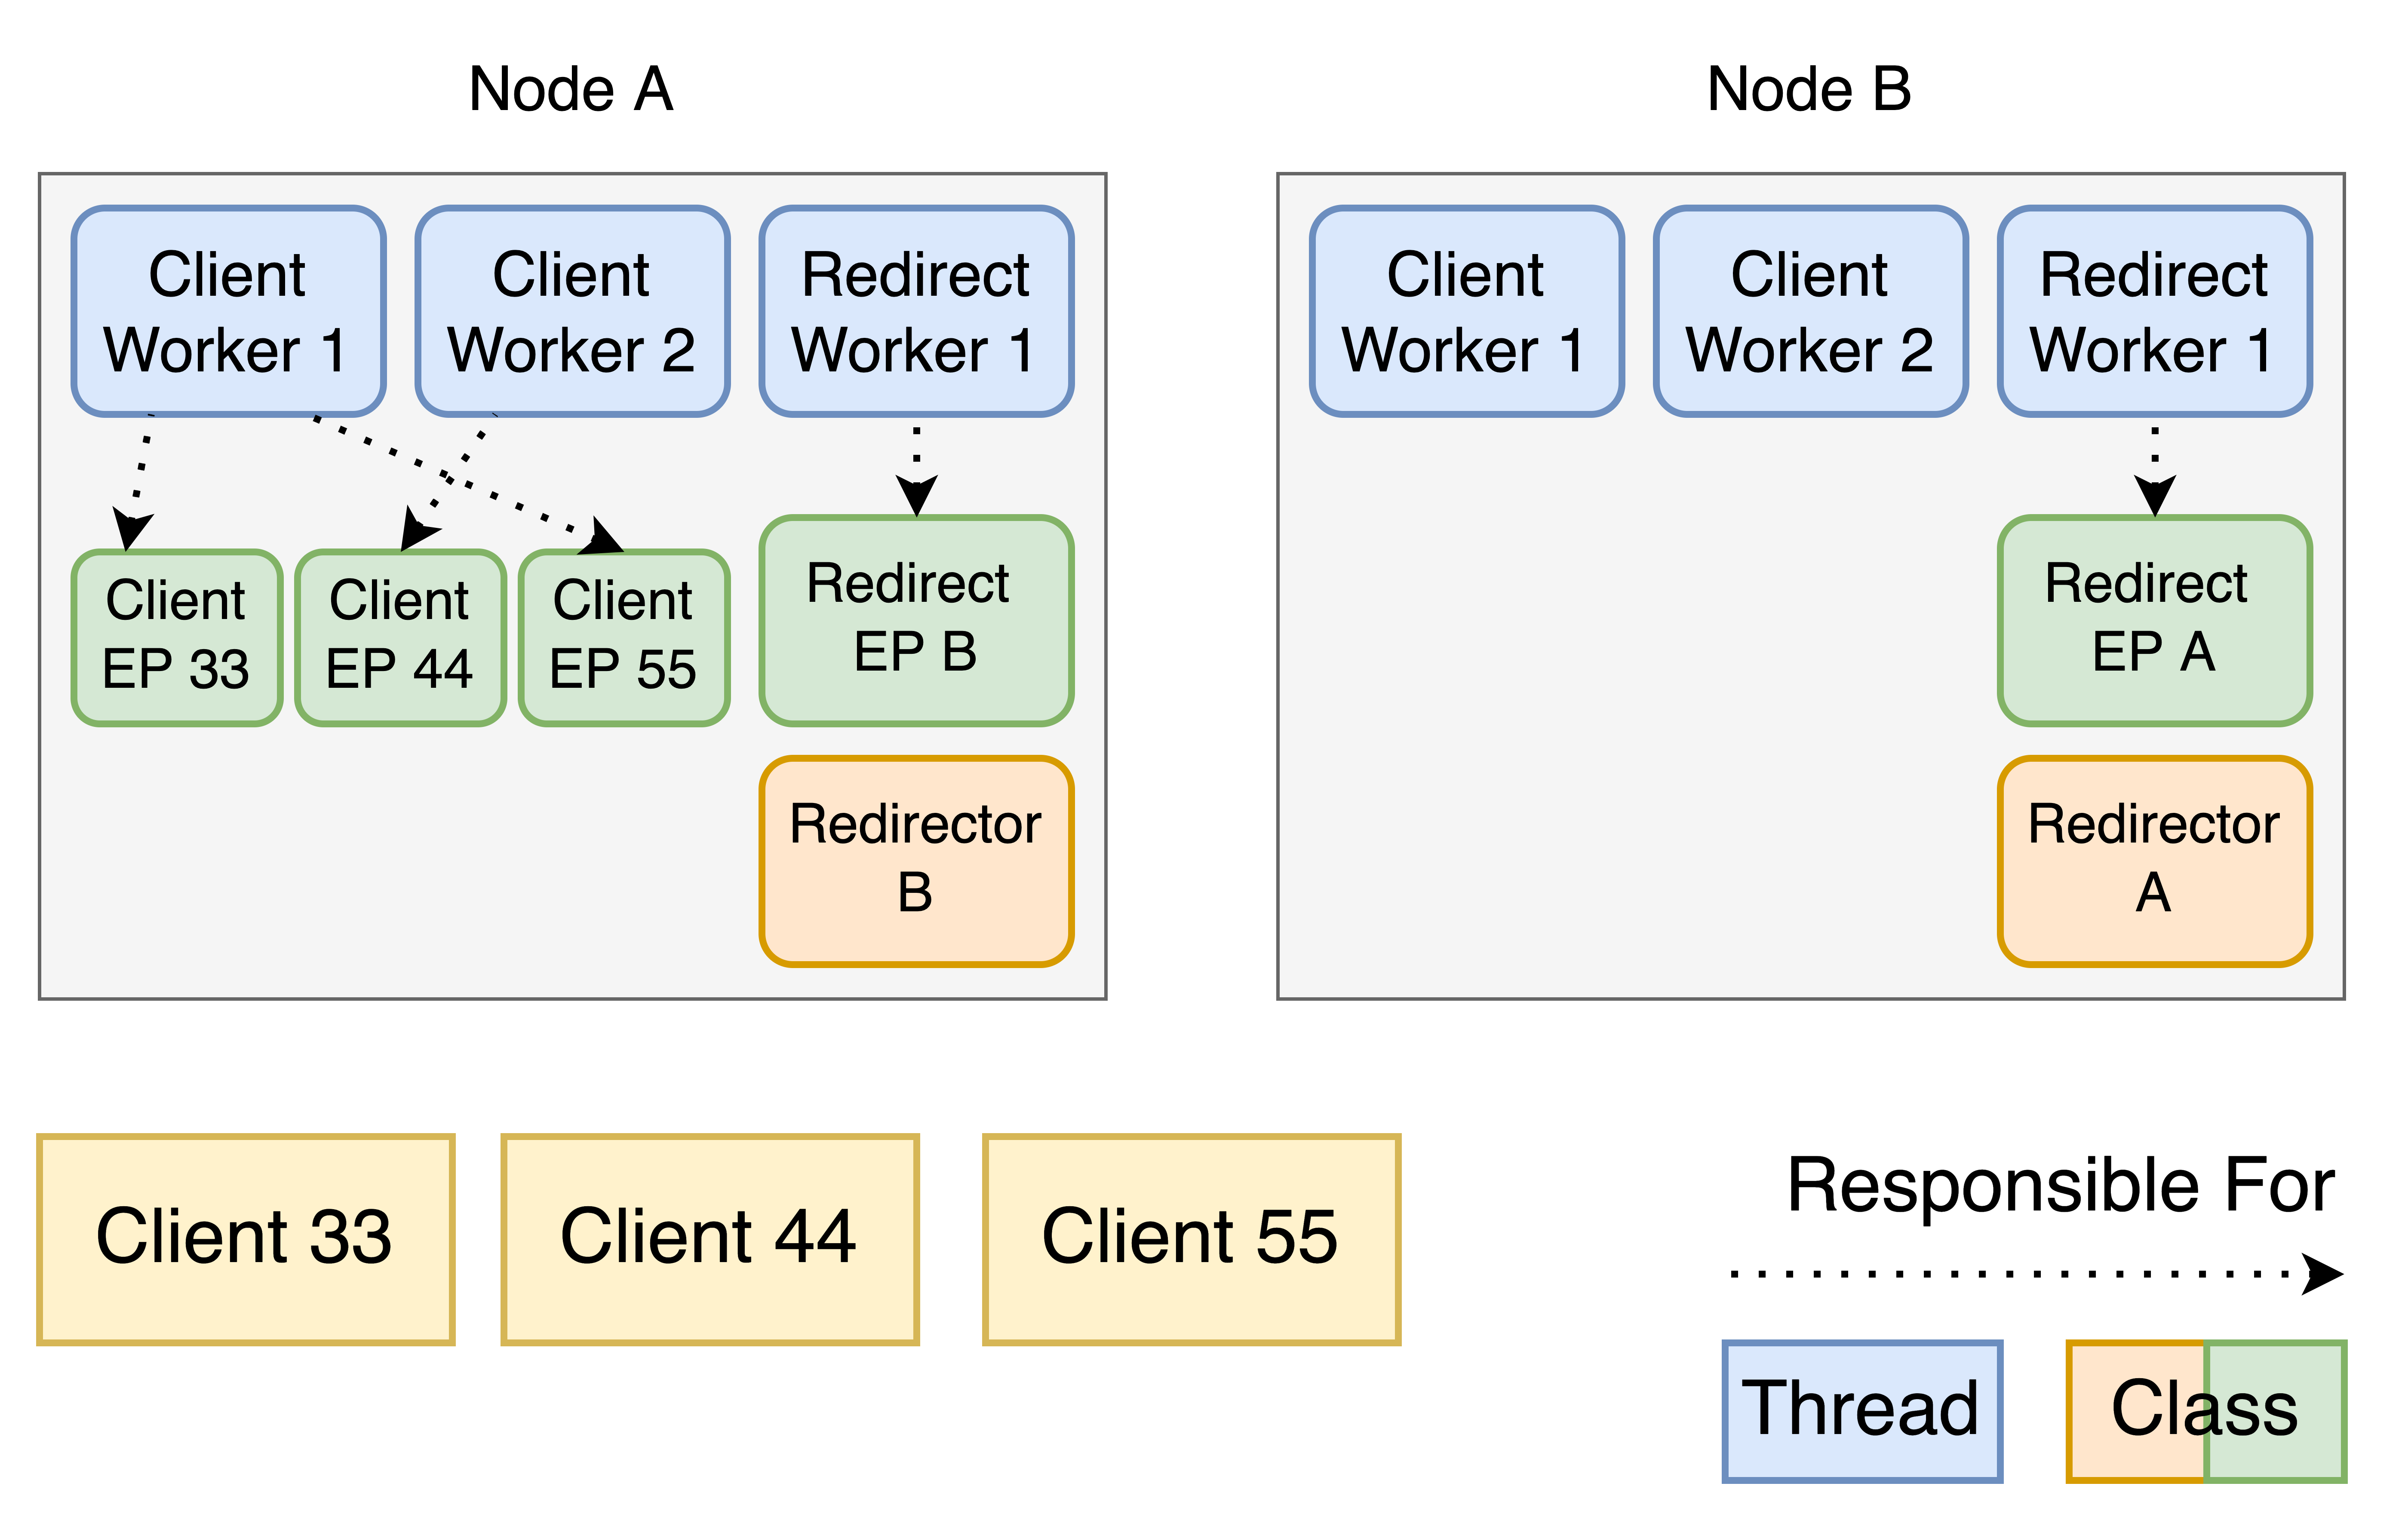 Node A
Node B
Client
Worker 1
Client
Worker 2
Redirect
Worker 1
Client
EP 33
Client
EP 44
Client
EP 55
Redirect
EP B
Redirector
B
Client
Worker 1
Client
Worker 2
Redirect
Worker 1
Redirect
EP A
Redirector
A
Client 33
Client 44
Client 55
Responsible For
Thread
Class